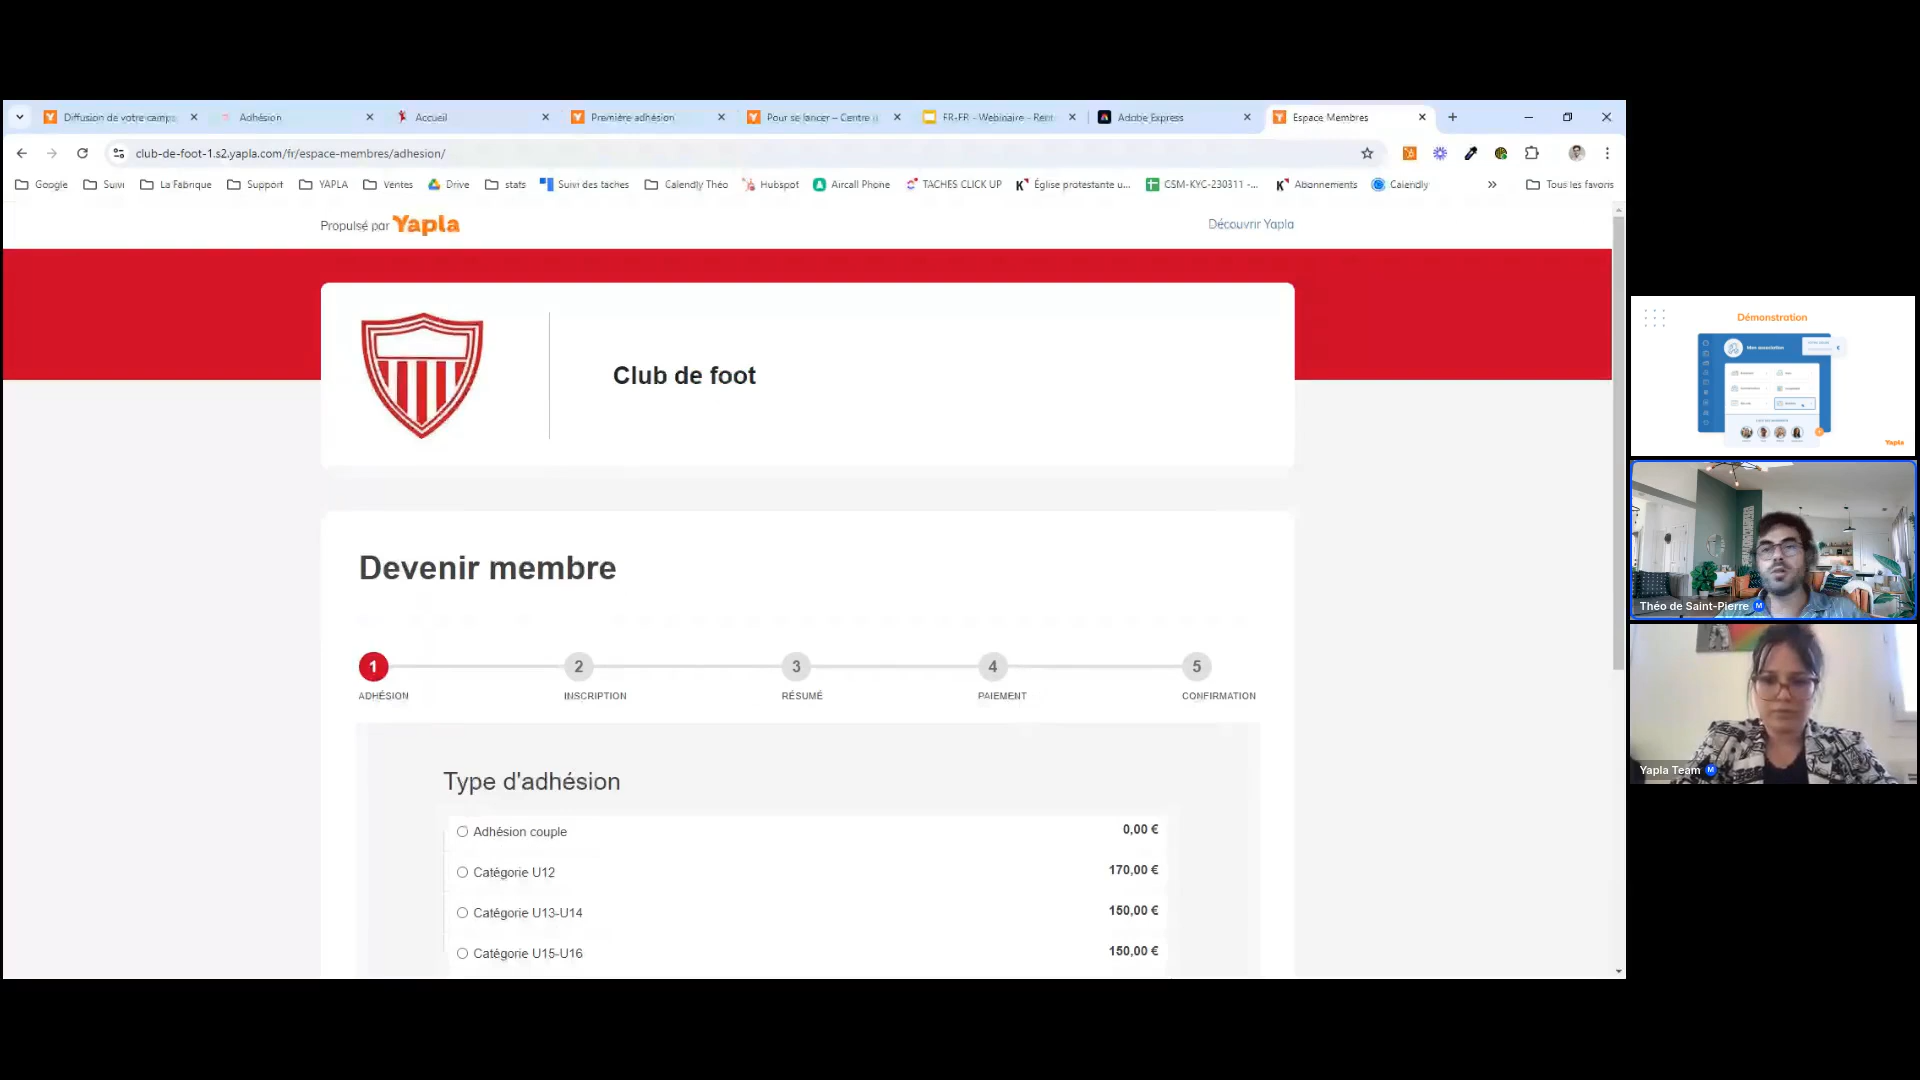 Diffusion de votre camp
Adhésion
Accueil
Première adhésion
Pour se lancer – Centre
FR-FR - Webinaire - Rent
Adobe Express
Espace Membres
club-de-foot-1.s2.yapla.com/fr/espace-membres/adhesion/
Google
Suivi
La Fabrique
Support
YAPLA
Ventes
Drive
stats
Suivi des taches
Calendly Théo
Hubspot
Aircall Phone
TACHES CLICK UP
Église protestante u...
CSM-KYC-230311 -...
Abonnements
Calendly
»
Tous les favoris
Propulsé par Yapla
Découvrir Yapla
Club de foot
Devenir membre
1
2
3
4
5
ADHÉSION
INSCRIPTION
RÉSUMÉ
PAIEMENT
CONFIRMATION
Type d'adhésion
Adhésion couple 0,00 €
Catégorie U12 170,00 €
Catégorie U13-U14 150,00 €
Catégorie U15-U16 150,00 €
Démonstration
Mon association
Yapla
Théo de Saint-Pierre M
Yapla Team M